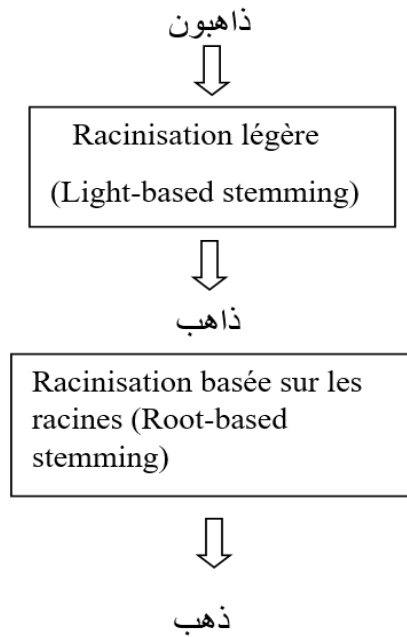 ذاهبون
Racinisation légère
(Light-based stemming)
ذاهب
Racinisation basée sur les
racines (Root-based
stemming)
ذهب